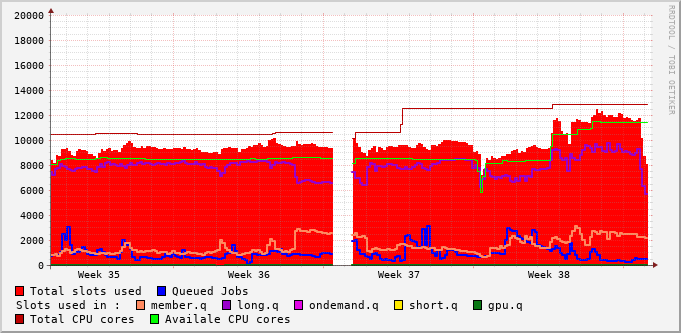 20000
18000
16000
14000
12000
10000
8000
6000
4000
2000
0
Week 35 Week 36 Week 37 Week 38
RRDTOOL / TOBI OETIKER
Total slots used Queued Jobs
Slots used in : member.q long.q ondemand.q short.q gpu.q
Total CPU cores Availale CPU cores